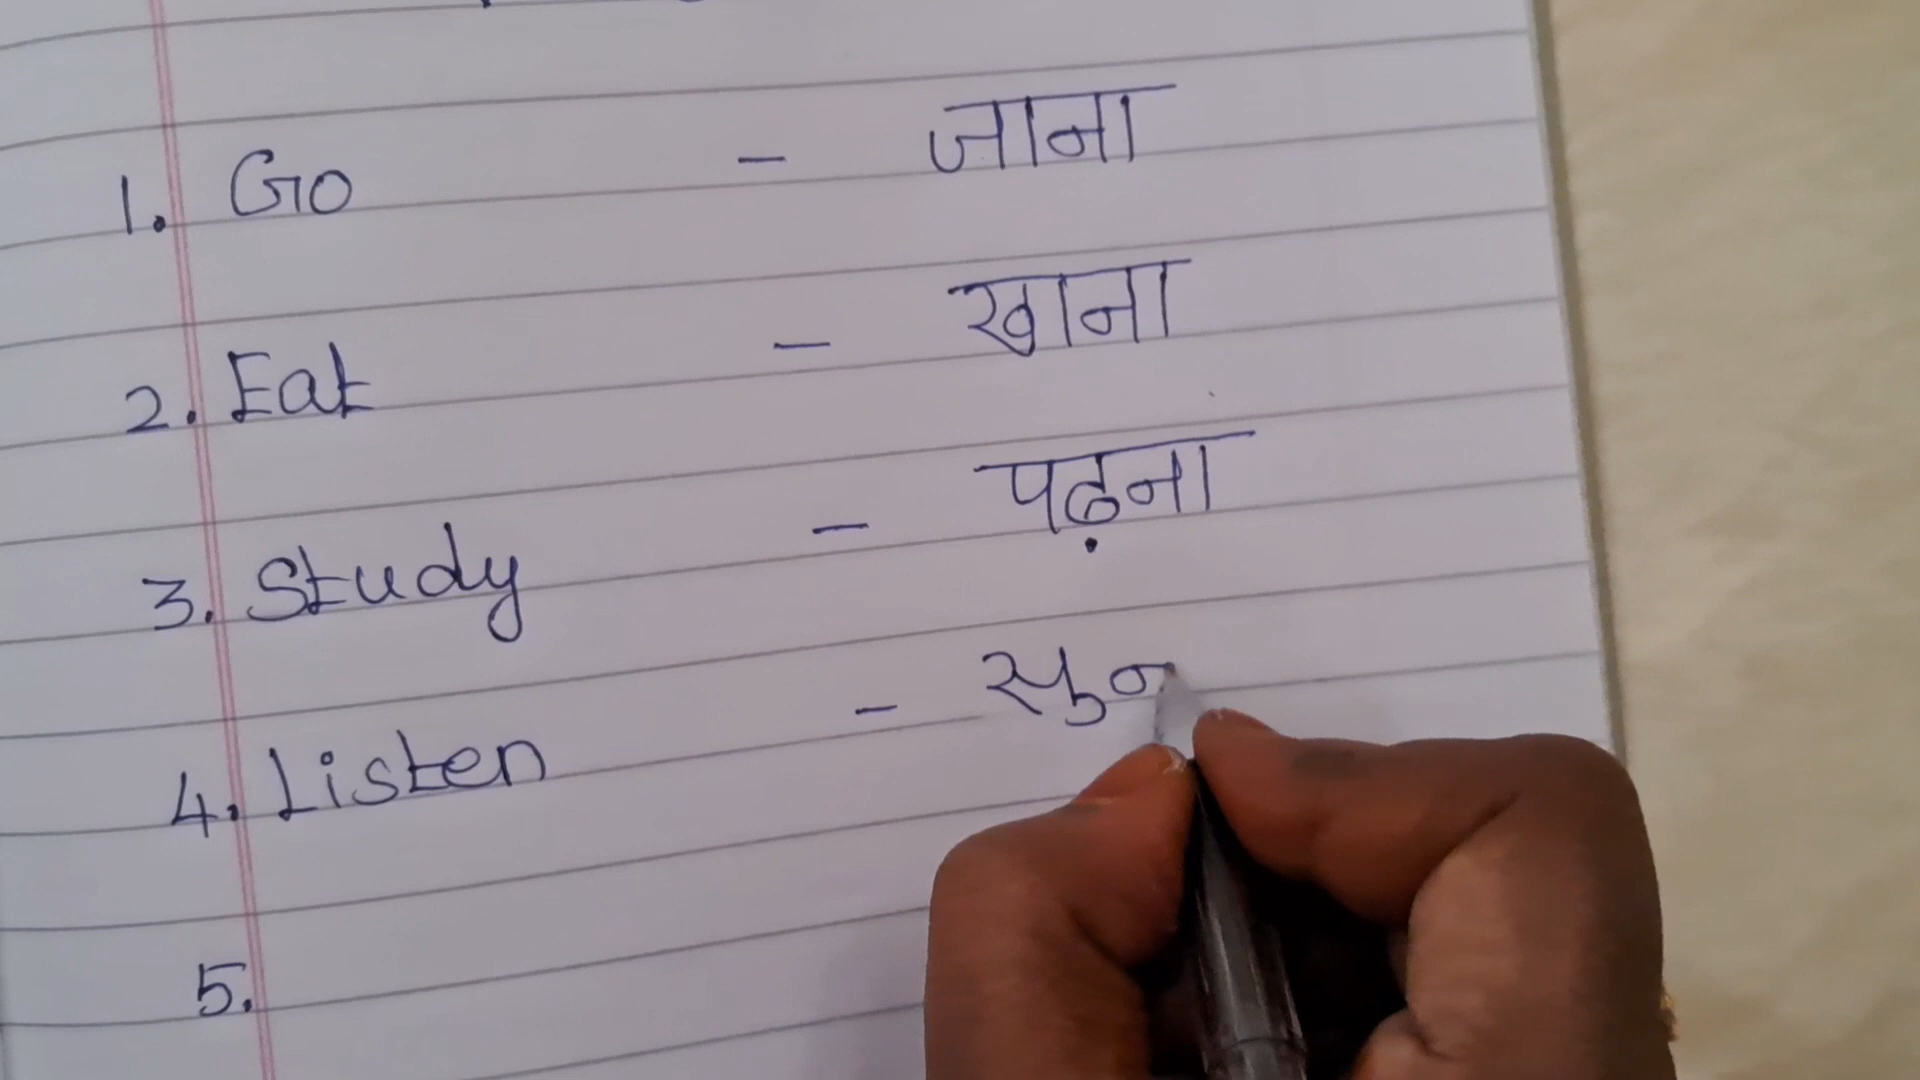 1. Go - जाना
2. Eat - खाना
3. Study - पढ़ना
4. Listen - सुन
5.